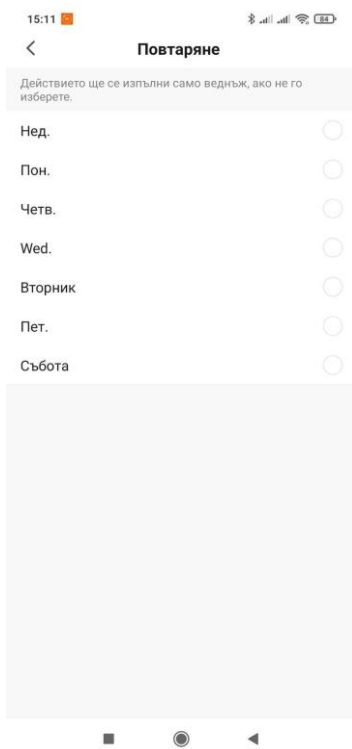 15:11
84
Повтаряне
Действието ще се изпълни само веднъж, ако не го
изберете.
Нед.
Пон.
Четв.
Wed.
Вторник
Пет.
Събота